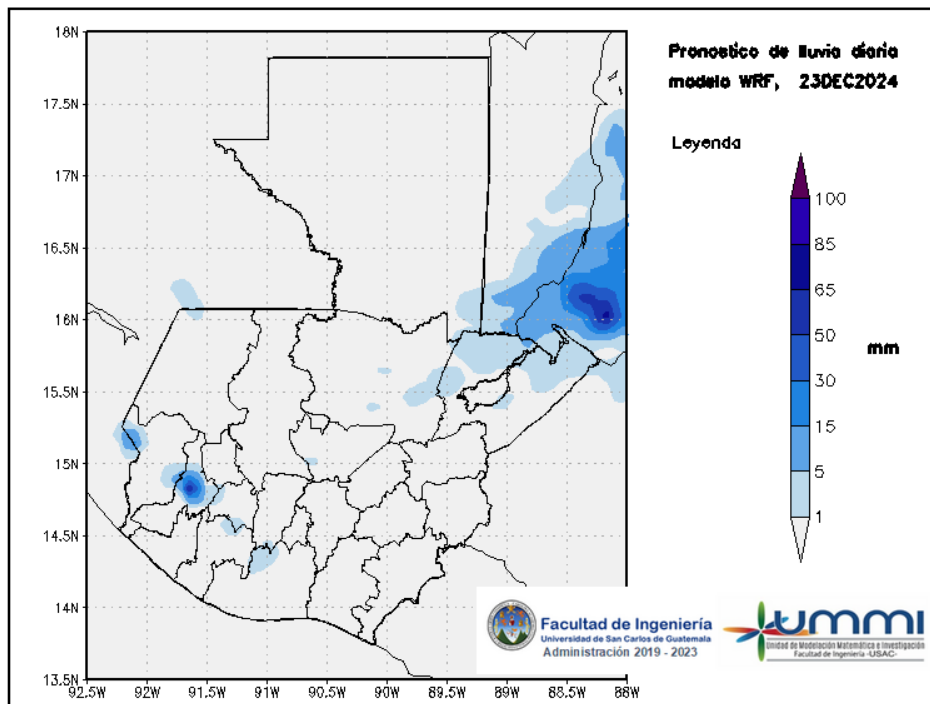 Pronostico de lluvia diaria
modelo WRF, 23DEC2024
Leyenda
100
85
65
50
30
15
5
1
mm
18N
17.5N
17N
16.5N
16N
15.5N
15N
14.5N
14N
13.5N
92.5W
92W
91.5W
91W
90.5W
90W
89.5W
89W
88.5W
88W
Facultad de Ingeniería
Universidad de San Carlos de Guatemala
Administración 2019 - 2023
ummi
Unidad de Modelación Matemática e Investigación
Facultad de Ingeniería -USAC-